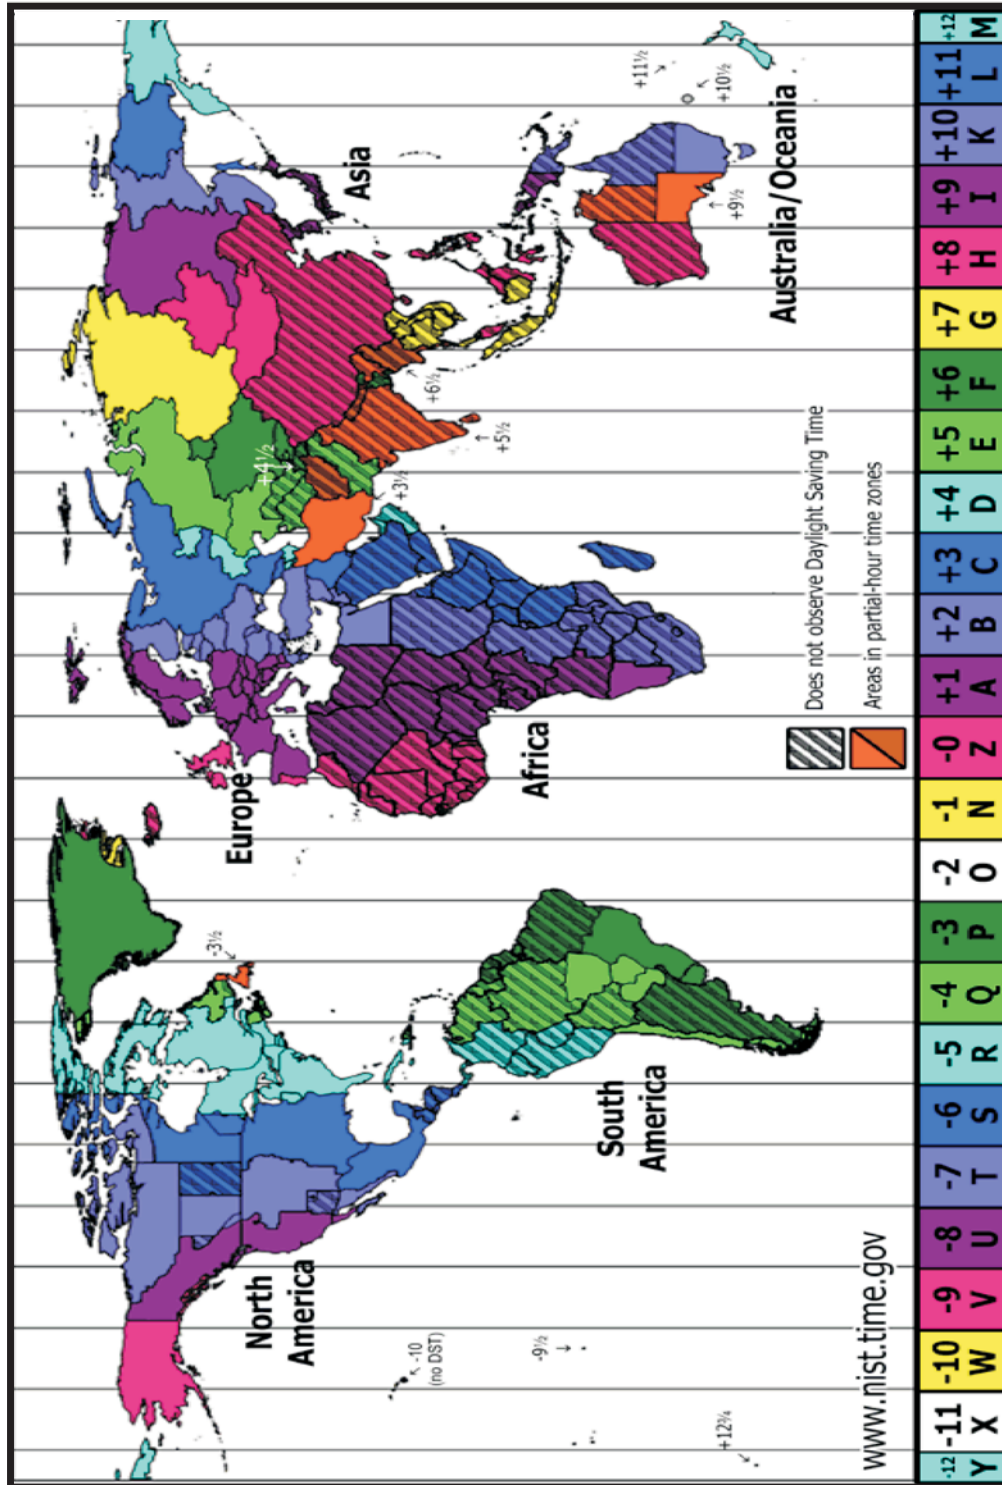 Asia
Europe
Africa
North
America
South
America
Australia/Oceania
-3½
+4½
+3½
+5½
+6½
+9½
+10½
+11½
-10
(no DST)
-9½
+12¾
Does not observe Daylight Saving Time
Areas in partial-hour time zones
www.nist.time.gov
-12 -11 -10 -9 -8 -7 -6 -5 -4 -3 -2 -1 -0 +1 +2 +3 +4 +5 +6 +7 +8 +9 +10 +11 +12
Y X W V U T S R Q P O N Z A B C D E F G H I K L M